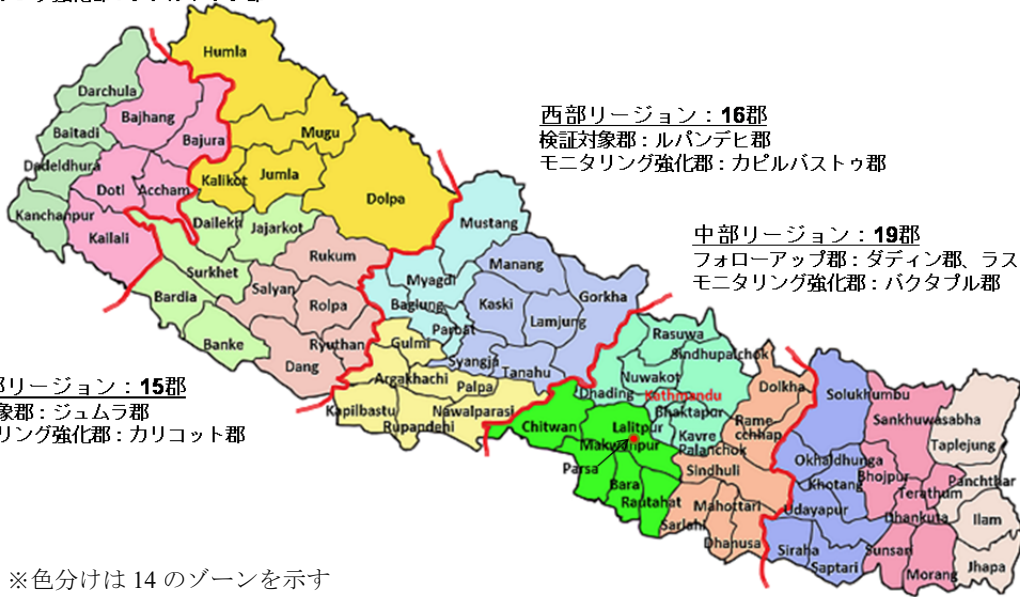 Humla
Darchula
Bajhang
西部リージョン：16郡
検証対象郡：ルパンデヒ郡
モニタリング強化郡：カピルバストゥ郡
Baitadi
Bajura
Mugu
Dadeldhura
Doti
Accham
Kalikot
Jumla
Dolpa
Kanchanpur
Kailali
Dailekh
Jajarkot
Mustang
中部リージョン：19郡
フォローアップ郡：ダディン郡、ラス
モニタリング強化郡：バクタプル郡
Rukum
Manang
Surkhet
Salyan
Myagdi
Kaski
Gorkha
Bardia
Rolpa
Baglung
Lamjung
Parbat
Banke
Ryuthan
Gulmi
Syangja
Tanahu
Dang
Rasuwa
Sindhupalchok
Nuwakot
Dolkha
リージョン：15郡
象郡：ジュムラ郡
リング強化郡：カリコット郡
Argakhachi
Palpa
Dhading
Kathmandu
Bhaktapur
Solukhumbu
Sankhuwasabha
Taplejung
Kapilbastu
Nawalparasi
Rupandehi
Chitwan
Lalitpur
Rame
cchhap
Kavre
Palanchok
Makwanpur
Parsa
Sindhuli
Okhaldhunga
Bhojpur
Panchthar
Bara
Khotang
Terathum
Rautahat
Mahottari
Udayapur
Dhankuta
Ilam
Sarlahi
Dhanusa
Siraha
Saptari
Sunsari
Morang
Jhapa
※色分けは 14 のゾーンを示す